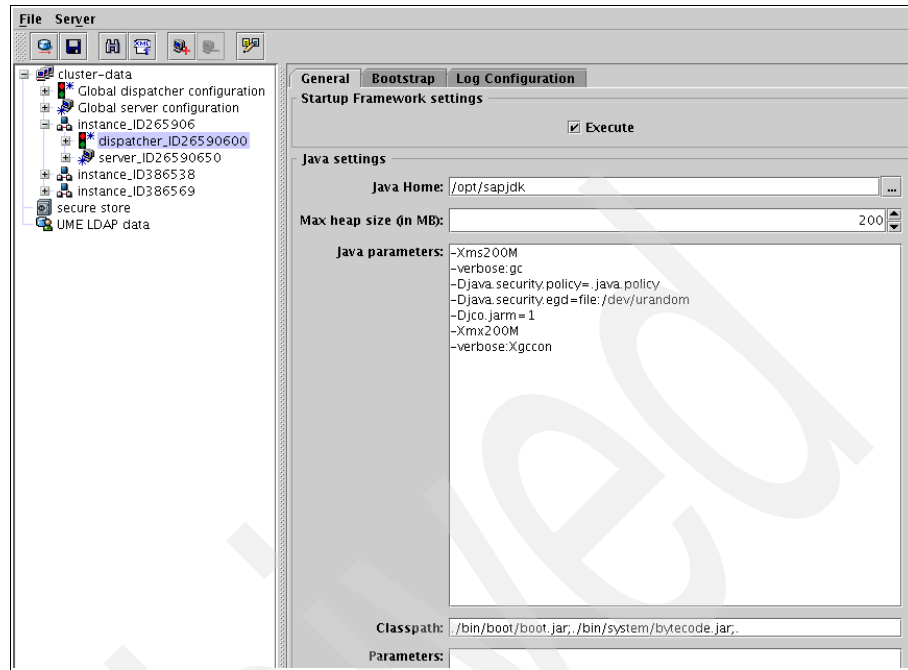 File Server
cluster-data
Global dispatcher configuration
Global server configuration
instance_ID265906
dispatcher_ID26590600
server_ID26590650
instance_ID386538
instance_ID386569
secure store
UME LDAP data
General Bootstrap Log Configuration
Startup Framework settings
Execute
Java settings
Java Home: /opt/sapjdk ...
Max heap size (in MB): 200
Java parameters: -Xms200M
-verbose:gc
-Djava.security.policy=.java.policy
-Djava.security.egd=file:/dev/urandom
-Djco.jarm=1
-Xmx200M
-verbose:Xgccon
Classpath: ./bin/boot/boot.jar;./bin/system/bytecode.jar;.
Parameters: